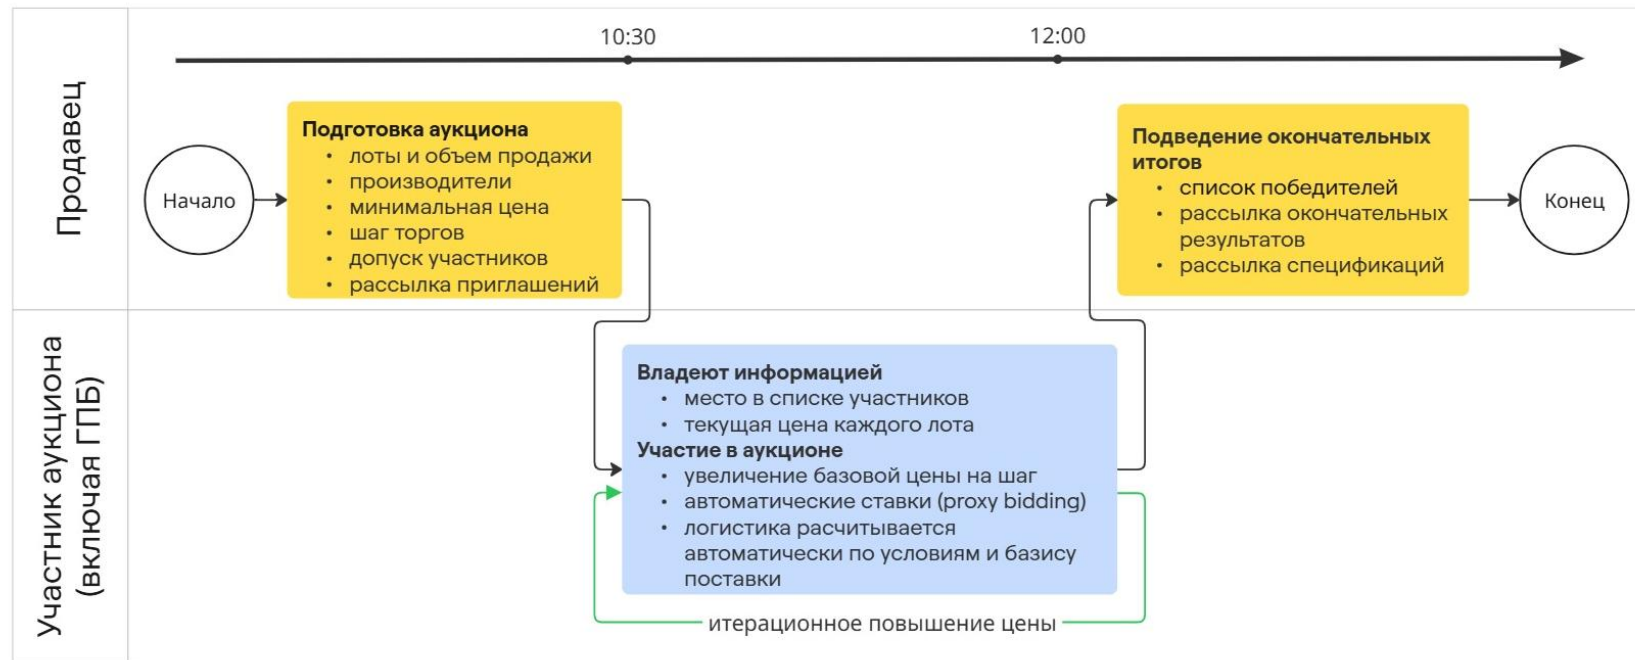 10:30
12:00
Продавец
Начало
Подготовка аукциона
• лоты и объем продажи
• производители
• минимальная цена
• шаг торгов
• допуск участников
• рассылка приглашений
Подведение окончательных
итогов
• список победителей
• рассылка окончательных
результатов
• рассылка спецификаций
Конец
Участник аукциона
(включая ГПБ)
Владеют информацией
• место в списке участников
• текущая цена каждого лота
Участие в аукционе
• увеличение базовой цены на шаг
• автоматические ставки (proxy bidding)
• логистика расчитывается
автоматически по условиям и базису
поставки
итерационное повышение цены